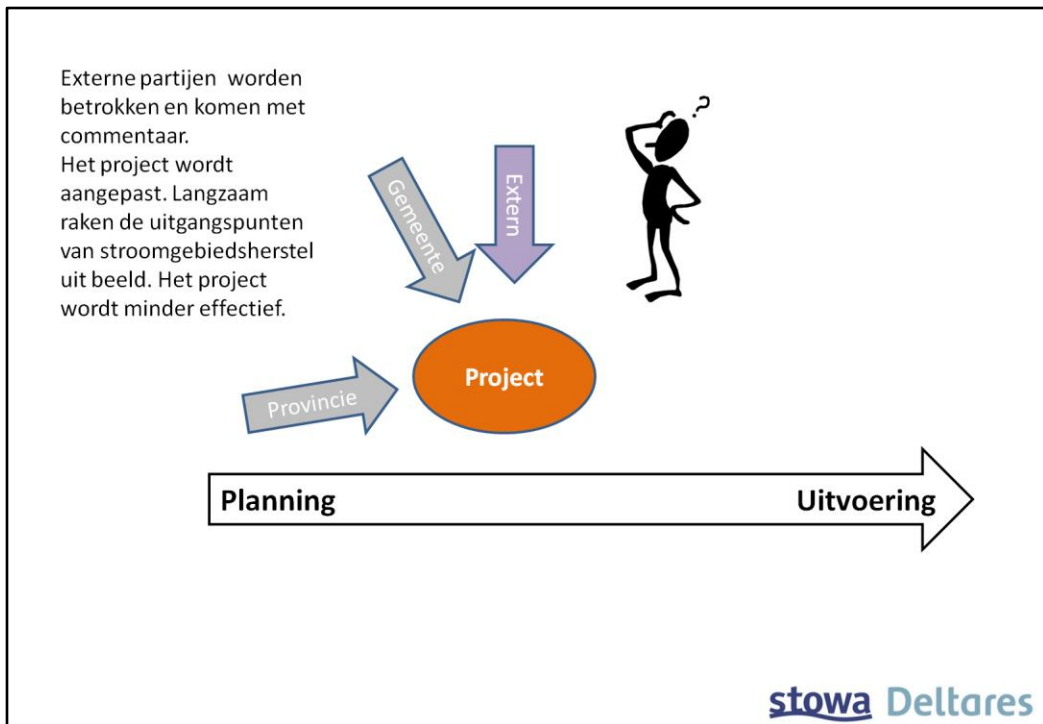 Externe partijen worden
betrokken en komen met
commentaar.
Het project wordt
aangepast. Langzaam
raken de uitgangspunten
van stroomgebiedsherstel
uit beeld. Het project
wordt minder effectief.
?
Gemeente
Extern
Provincie
Project
Planning
Uitvoering
stowa Deltares